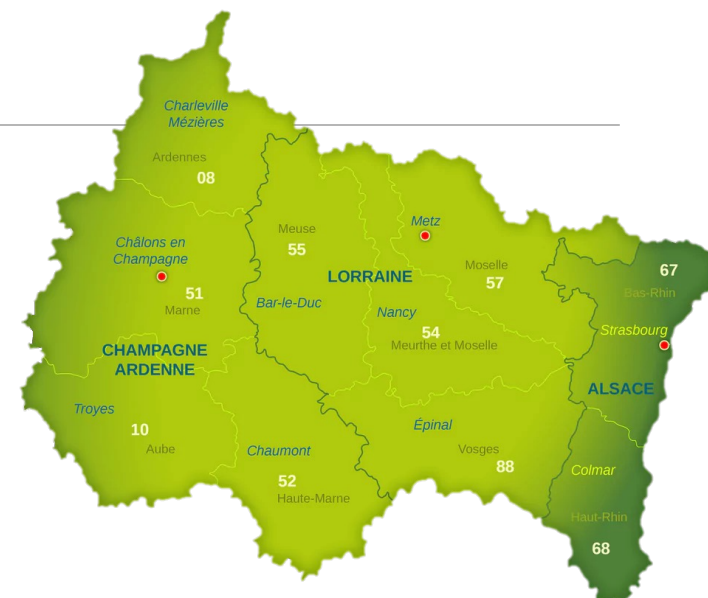 Charleville
Mézières
Ardennes
08
Châlons en
Champagne
51
Marne
CHAMPAGNE
ARDENNE
Troyes
10
Aube
Chaumont
52
Haute-Marne
Meuse
55
LORRAINE
Bar-le-Duc
Metz
Moselle
57
Nancy
54
Meurthe et Moselle
Épinal
Vosges
88
67
Bas-Rhin
Strasbourg
ALSACE
Colmar
Haut-Rhin
68